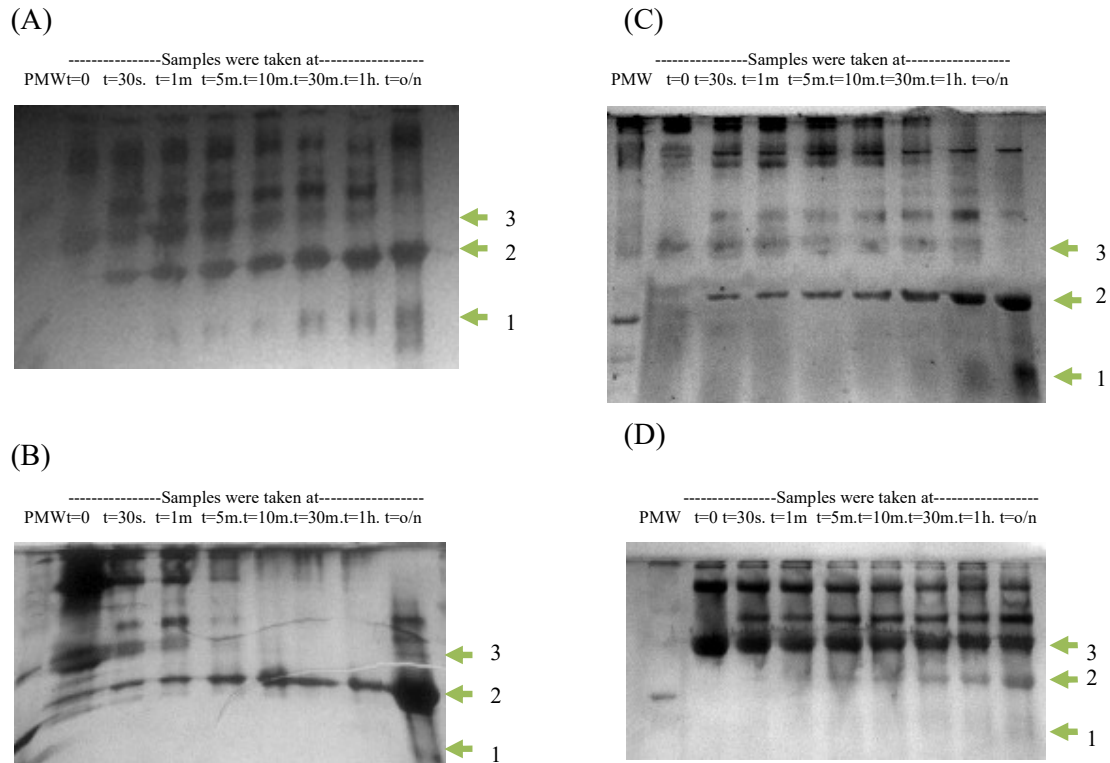 (A)
----------------Samples were taken at------------------
PMWt=0 t=30s. t=1m t=5m.t=10m.t=30m.t=1h. t=o/n
3
2
1
(B)
----------------Samples were taken at------------------
PMWt=0 t=30s. t=1m t=5m.t=10m.t=30m.t=1h. t=o/n
3
2
1
(C)
----------------Samples were taken at------------------
PMW t=0 t=30s. t=1m t=5m.t=10m.t=30m.t=1h. t=o/n
3
2
1
(D)
----------------Samples were taken at------------------
PMW t=0 t=30s. t=1m t=5m.t=10m.t=30m.t=1h. t=o/n
3
2
1